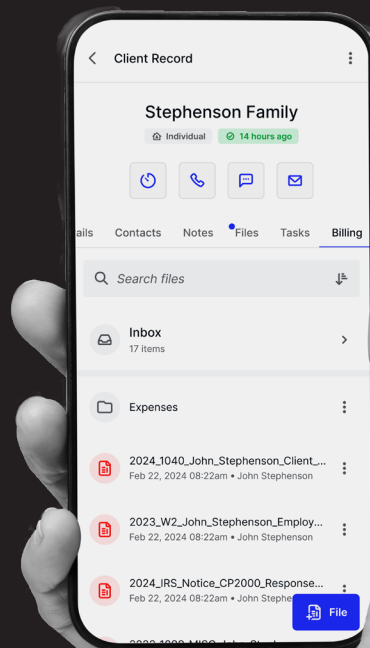 Client Record
Stephenson Family
Individual
14 hours ago
ails Contacts Notes Files Tasks Billing
Search files
Inbox
17 items
Expenses
2024_1040_John_Stephenson_Client_...
Feb 22, 2024 08:22am • John Stephenson
2023_W2_John_Stephenson_Employ...
Feb 22, 2024 08:22am • John Stephenson
2024_IRS_Notice_CP2000_Response...
Feb 22, 2024 08:22am • John Stephe
File